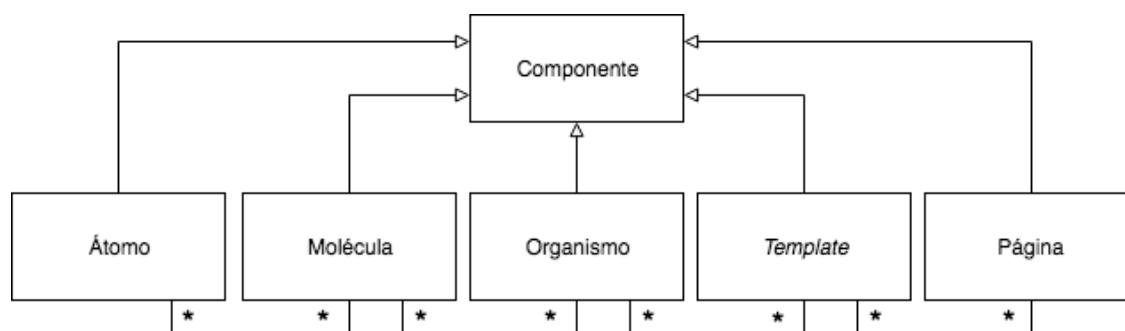 Componente
Átomo
Molécula
Organismo
Template
Página
* * * * * * * *